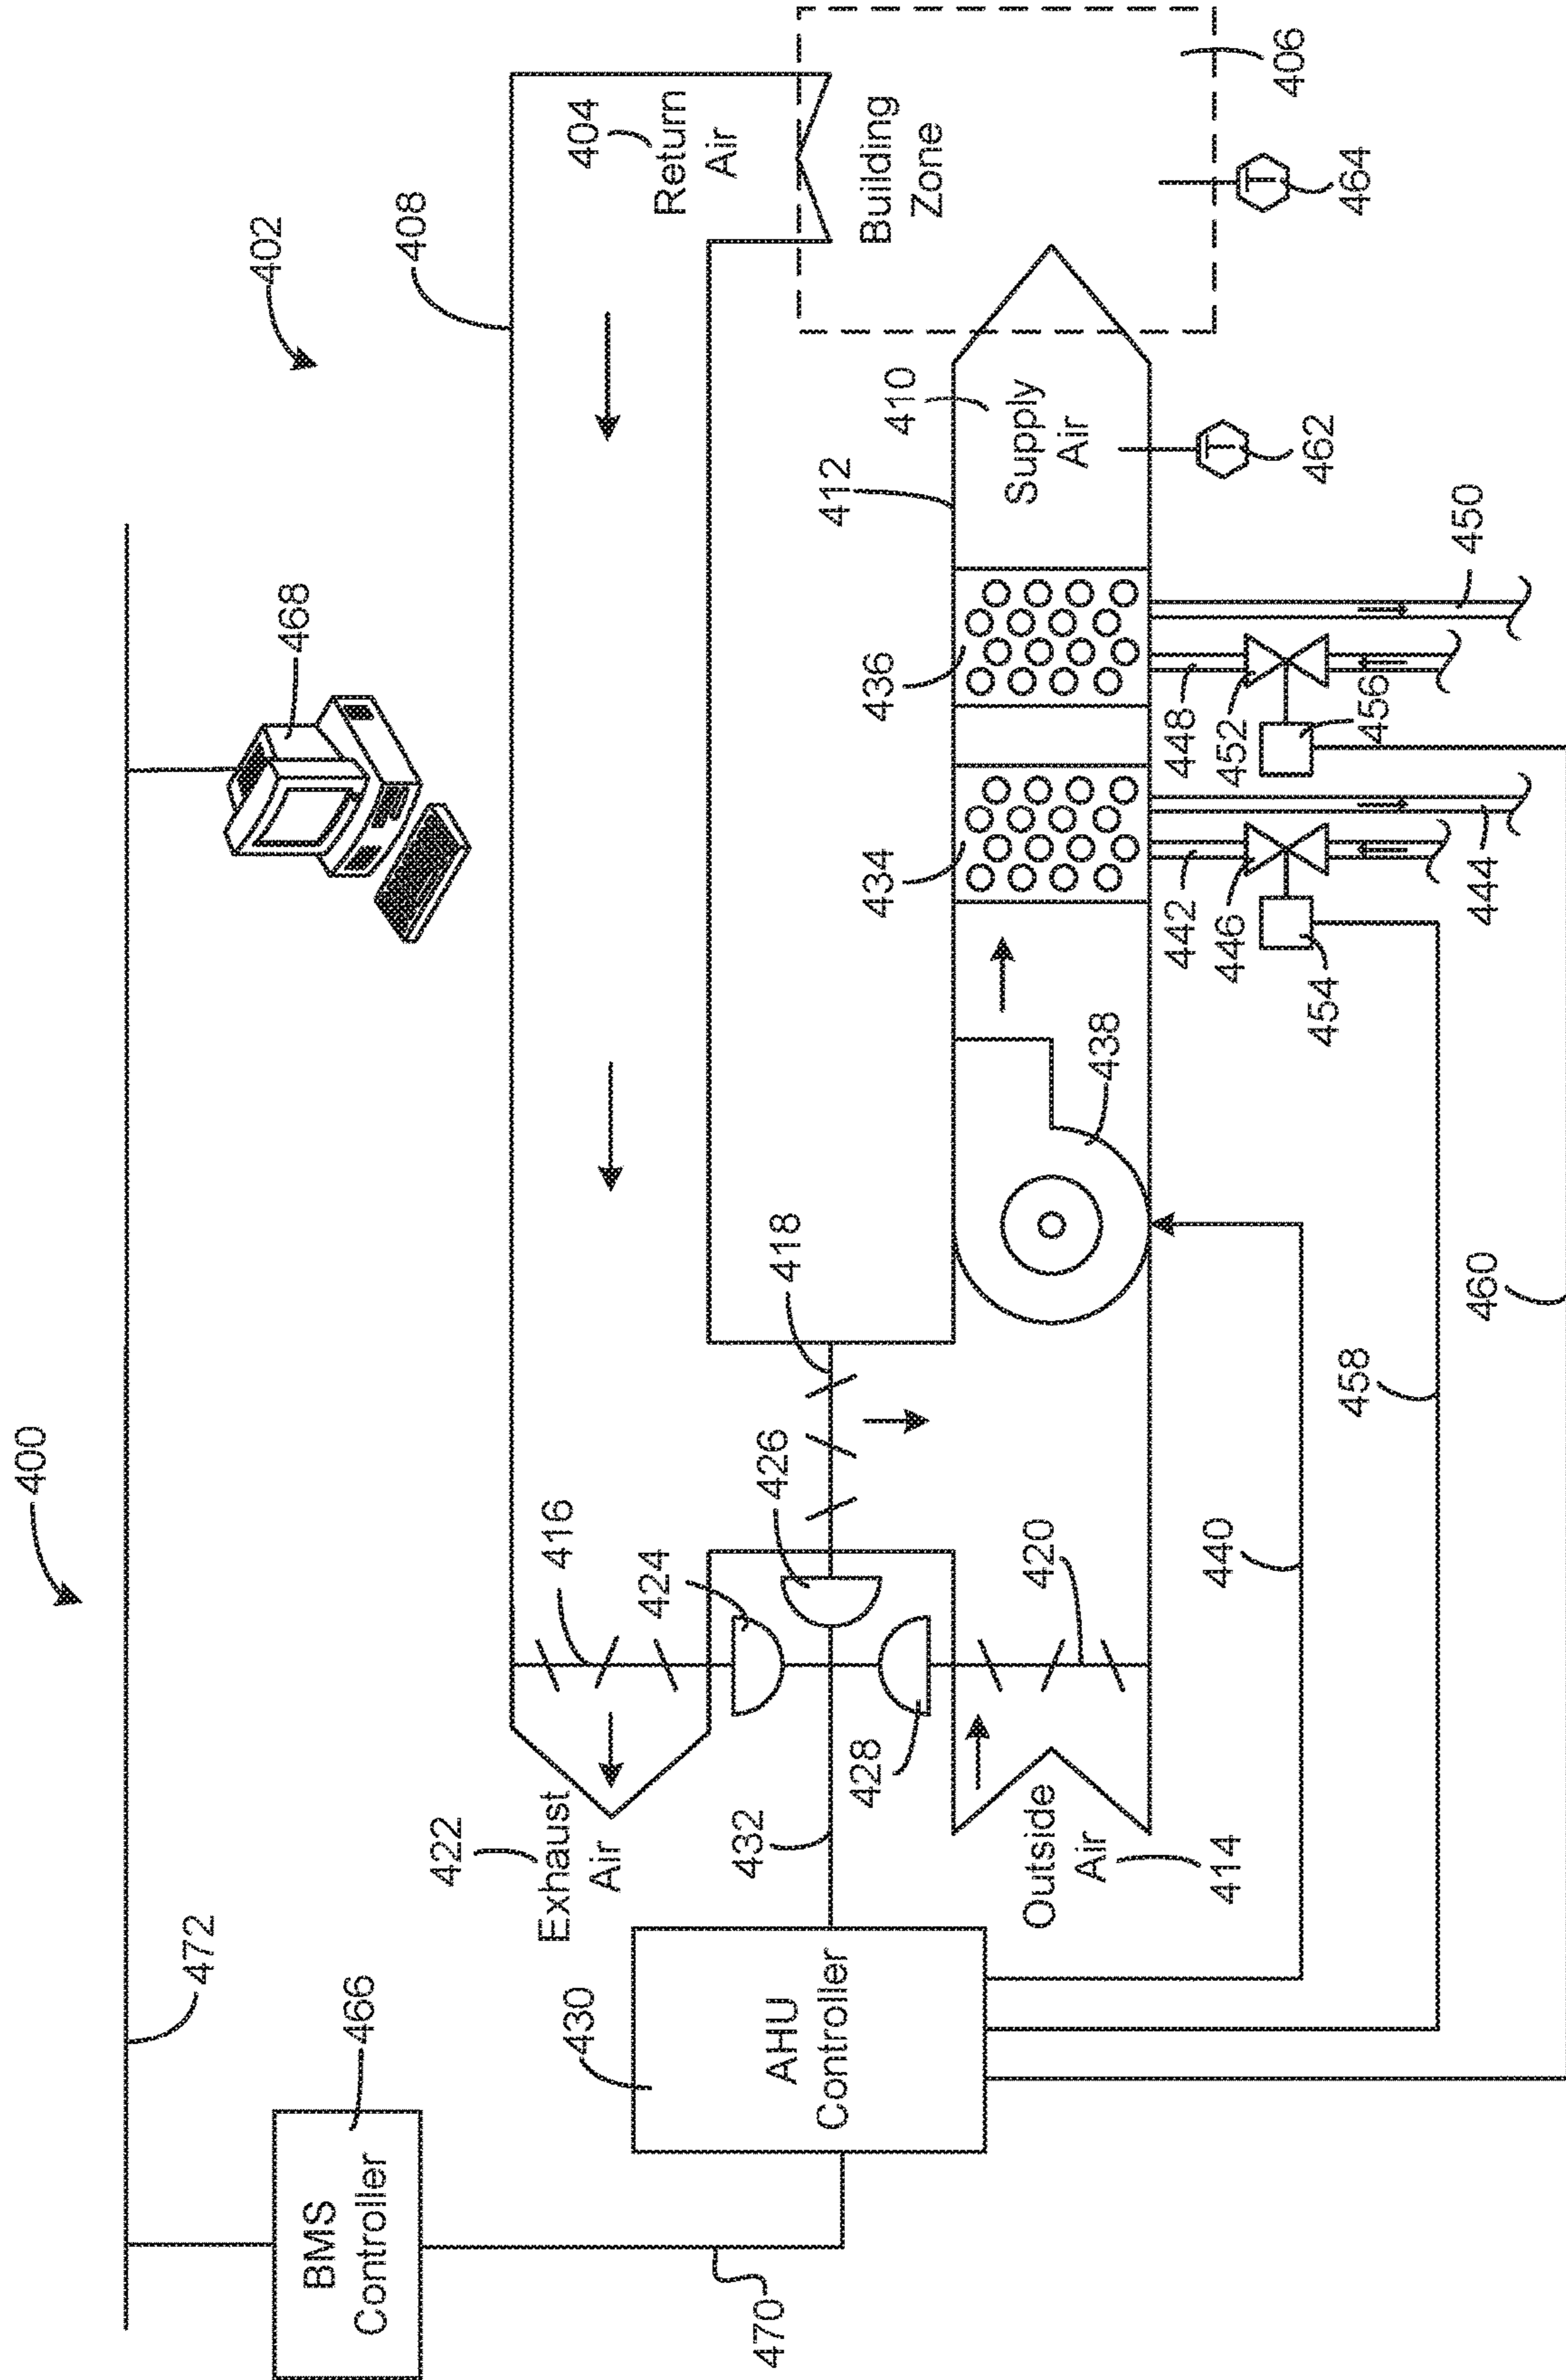 400
402
472
466
BMS
Controller
468
408
470
430
AHU
Controller
422
Exhaust
Air
416
424
426
418
404
Return
Air
432
428
Outside
Air
414
420
438
434
436
412
410
Supply
Air
Building
Zone
406
440
442
446
454
448
452
456
444
450
T
462
T
464
458
460